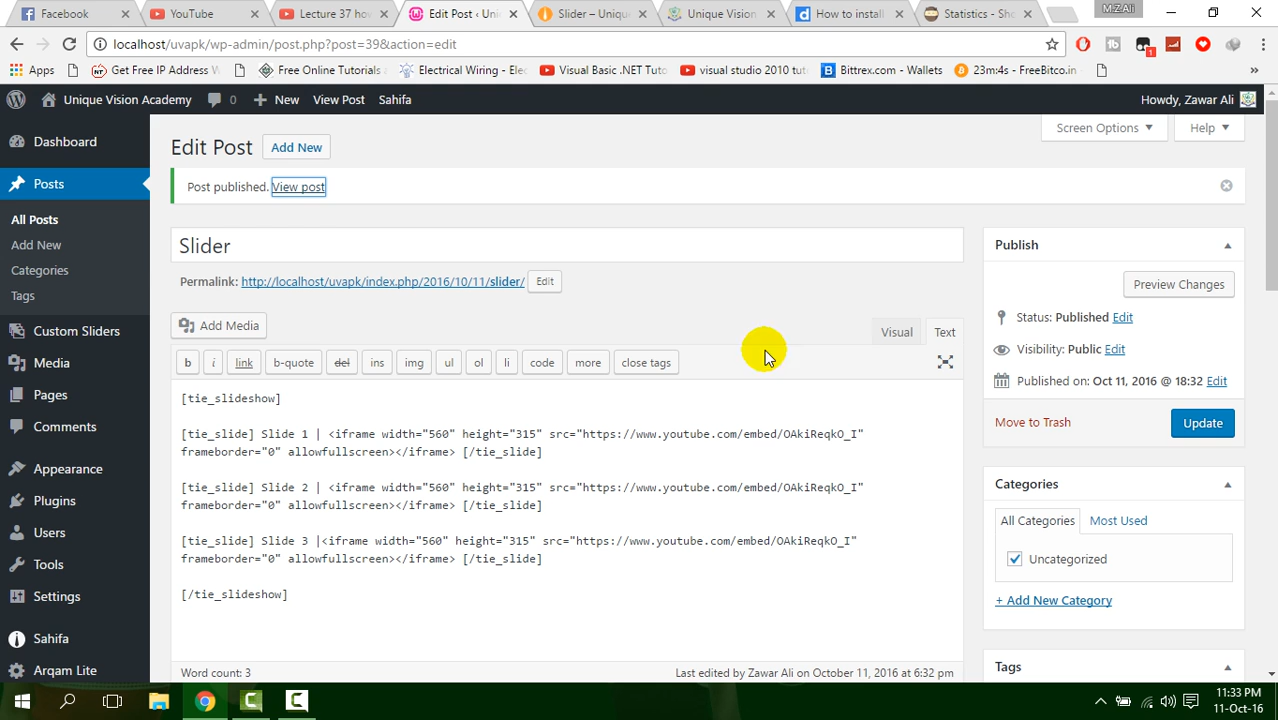 Facebook
YouTube
Lecture 37 how
Edit Post ‹ Uni
Slider – Unique
Unique Vision
How to install
Statistics - Sho
M.Z.Ali
localhost/uvapk/wp-admin/post.php?post=39&action=edit
1
Apps
Get Free IP Address W
Free Online Tutorials
Electrical Wiring - Elec
Visual Basic .NET Tuto
visual studio 2010 tut
Bittrex.com - Wallets
23m:4s - FreeBitco.in
»
Unique Vision Academy
0
New
View Post
Sahifa
Howdy, Zawar Ali
Dashboard
Posts
All Posts
Add New
Categories
Tags
Custom Sliders
Media
Pages
Comments
Appearance
Plugins
Users
Tools
Settings
Sahifa
Arqam Lite
Screen Options
Help
Edit Post
Add New
Post published. View post
Slider
Permalink: http://localhost/uvapk/index.php/2016/10/11/slider/
Edit
Add Media
Visual
Text
b
i
link
b-quote
del
ins
img
ul
ol
li
code
more
close tags
[tie_slideshow]
[tie_slide] Slide 1 | <iframe width="560" height="315" src="https://www.youtube.com/embed/OAkiReqkO_I"
frameborder="0" allowfullscreen></iframe> [/tie_slide]
[tie_slide] Slide 2 | <iframe width="560" height="315" src="https://www.youtube.com/embed/OAkiReqkO_I"
frameborder="0" allowfullscreen></iframe> [/tie_slide]
[tie_slide] Slide 3 |<iframe width="560" height="315" src="https://www.youtube.com/embed/OAkiReqkO_I"
frameborder="0" allowfullscreen></iframe> [/tie_slide]
[/tie_slideshow]
Word count: 3
Last edited by Zawar Ali on October 11, 2016 at 6:32 pm
Publish
Preview Changes
Status: Published Edit
Visibility: Public Edit
Published on: Oct 11, 2016 @ 18:32 Edit
Move to Trash
Update
Categories
All Categories
Most Used
Uncategorized
+ Add New Category
Tags
11:33 PM
11-Oct-16